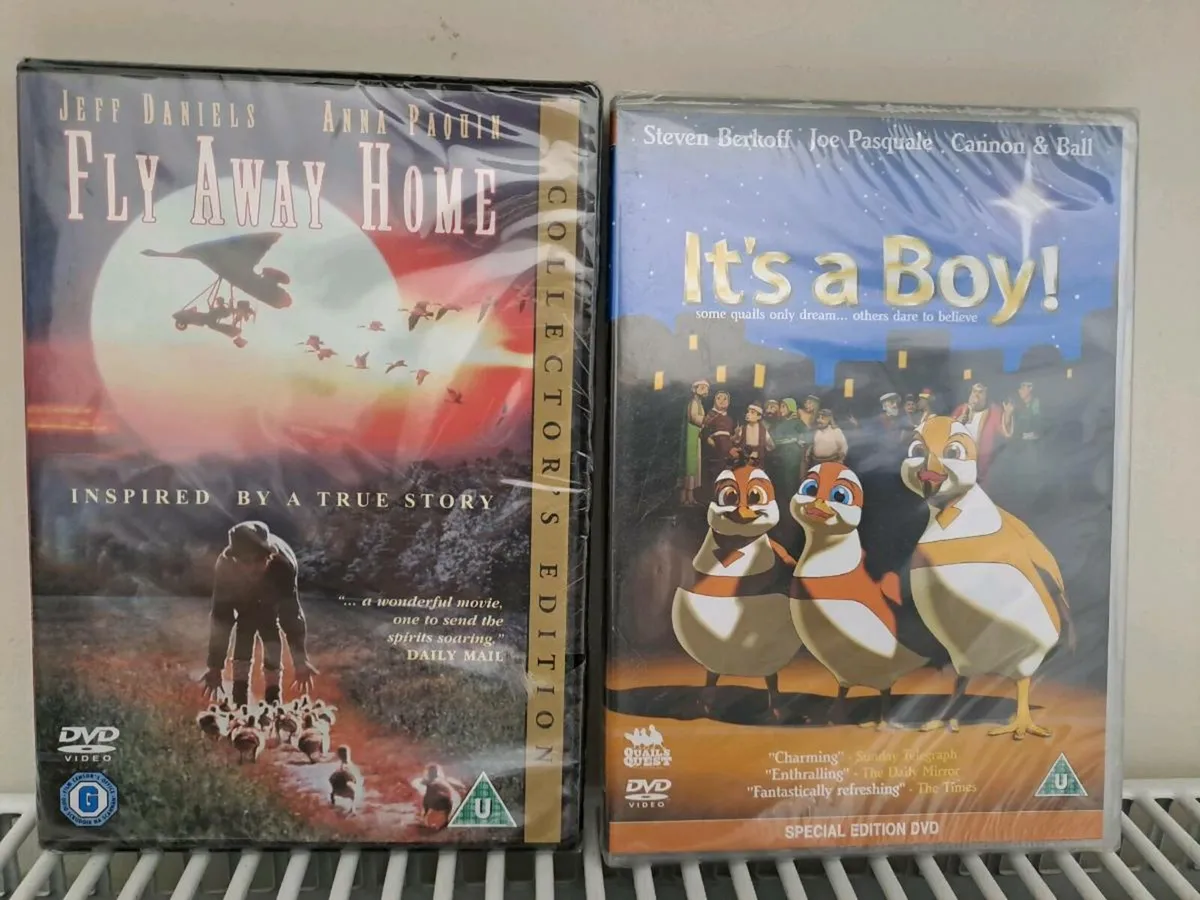 JEFF DANIELS ANNA PAQUIN
FLY AWAY HOME
COLLECTOR'S EDITION
INSPIRED BY A TRUE STORY
"... a wonderful movie,
one to send the
spirits soaring."
DAILY MAIL
DVD
VIDEO
G
U
Steven Berkoff Joe Pasquale Cannon & Ball
It's a Boy!
some quails only dream... others dare to believe
QUAILS
QUEST
DVD
VIDEO
"Charming" - Sunday Telegraph
"Enthralling" - The Daily Mirror
"Fantastically refreshing" - The Times
U
SPECIAL EDITION DVD